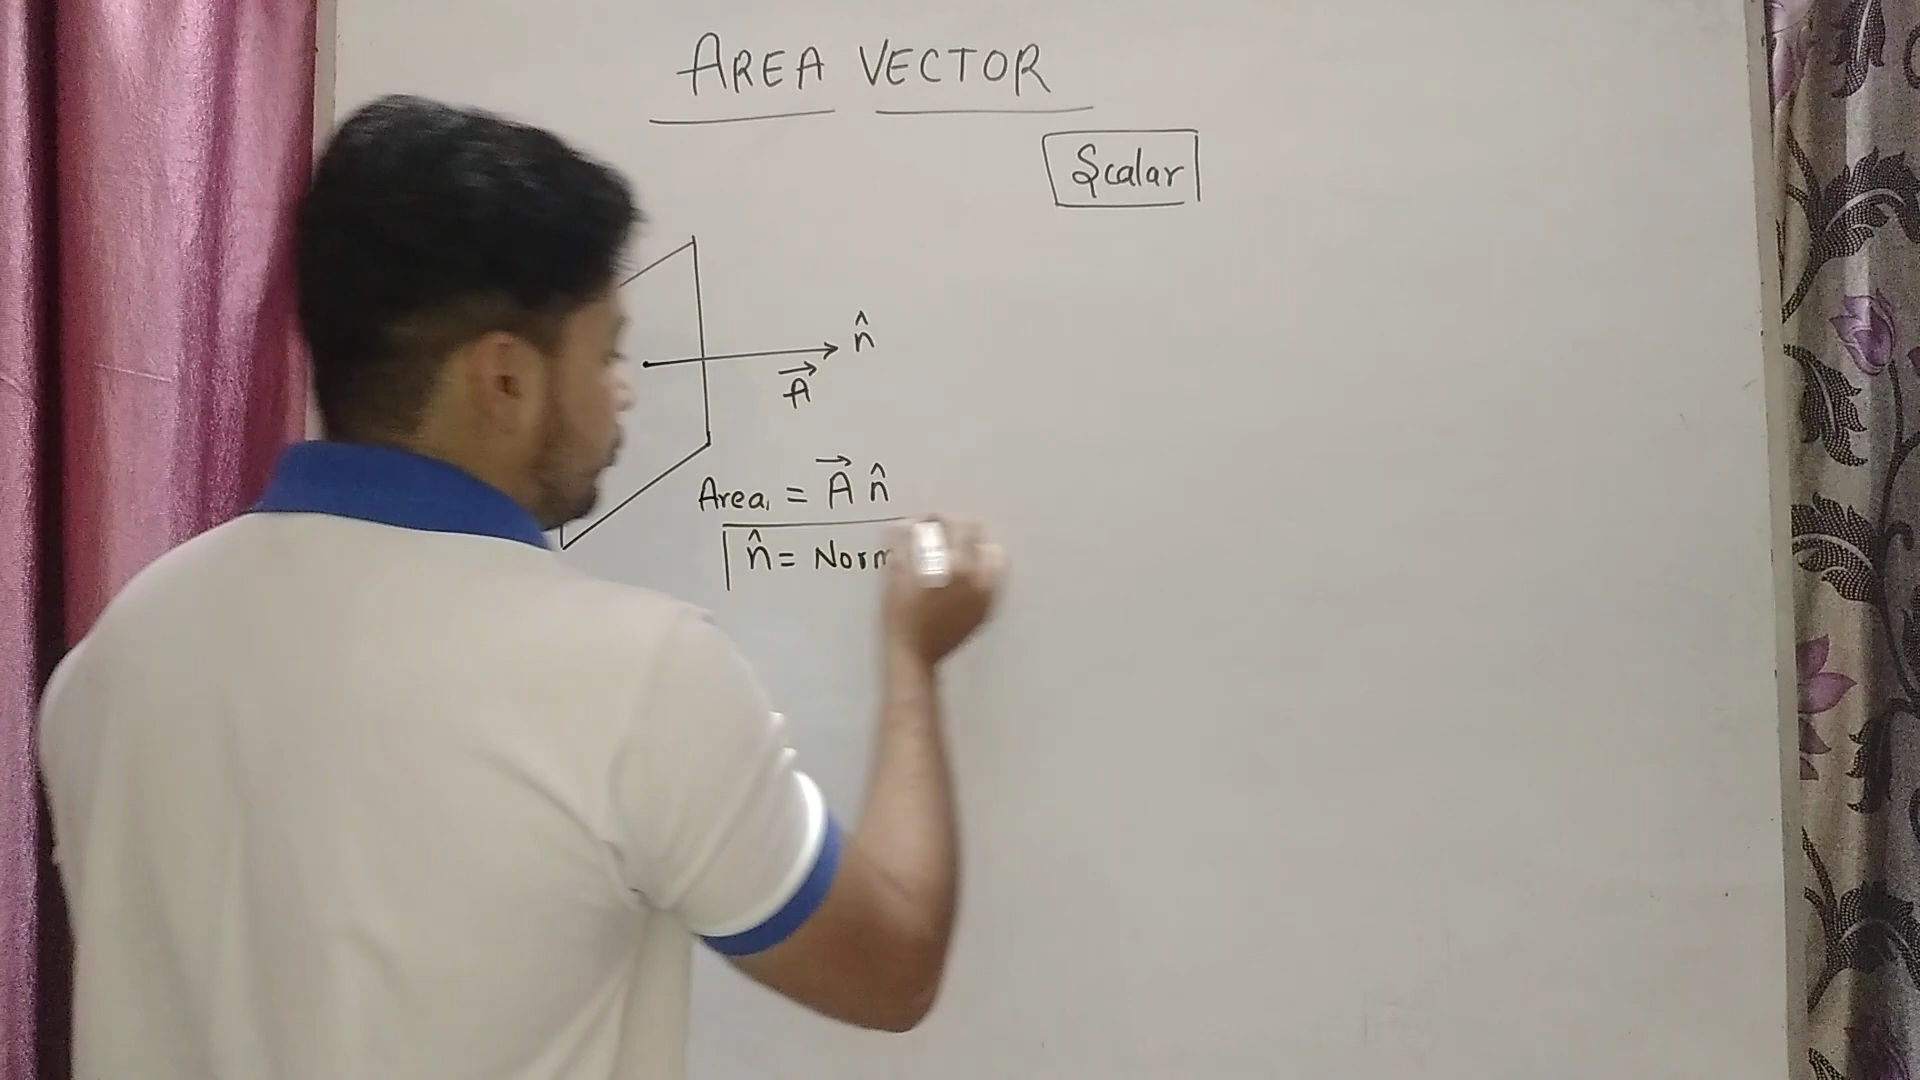 AREA VECTOR
Scalar
n̂
A⃗
Area = A⃗ n̂
n̂ = Norm